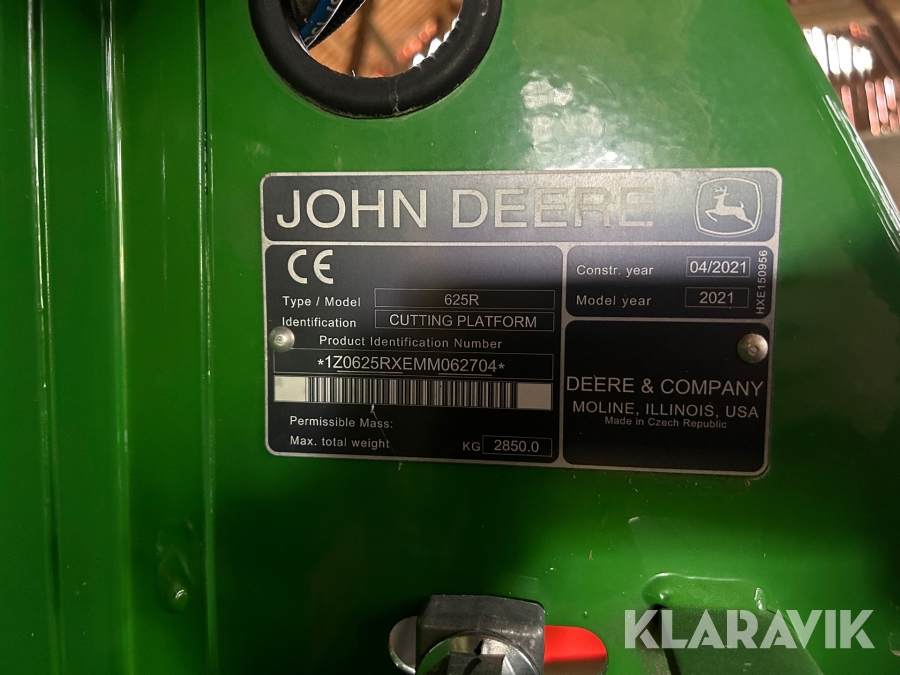 JOHN DEERE
CE
Type / Model 625R
Identification CUTTING PLATFORM
Product Identification Number
*1Z0625RXEMM062704*
Permissible Mass:
Max. total weight KG 2850.0
Constr. year 04/2021
Model year 2021
HXE150956
DEERE & COMPANY
MOLINE, ILLINOIS, USA
Made in Czech Republic
KLARAVIK